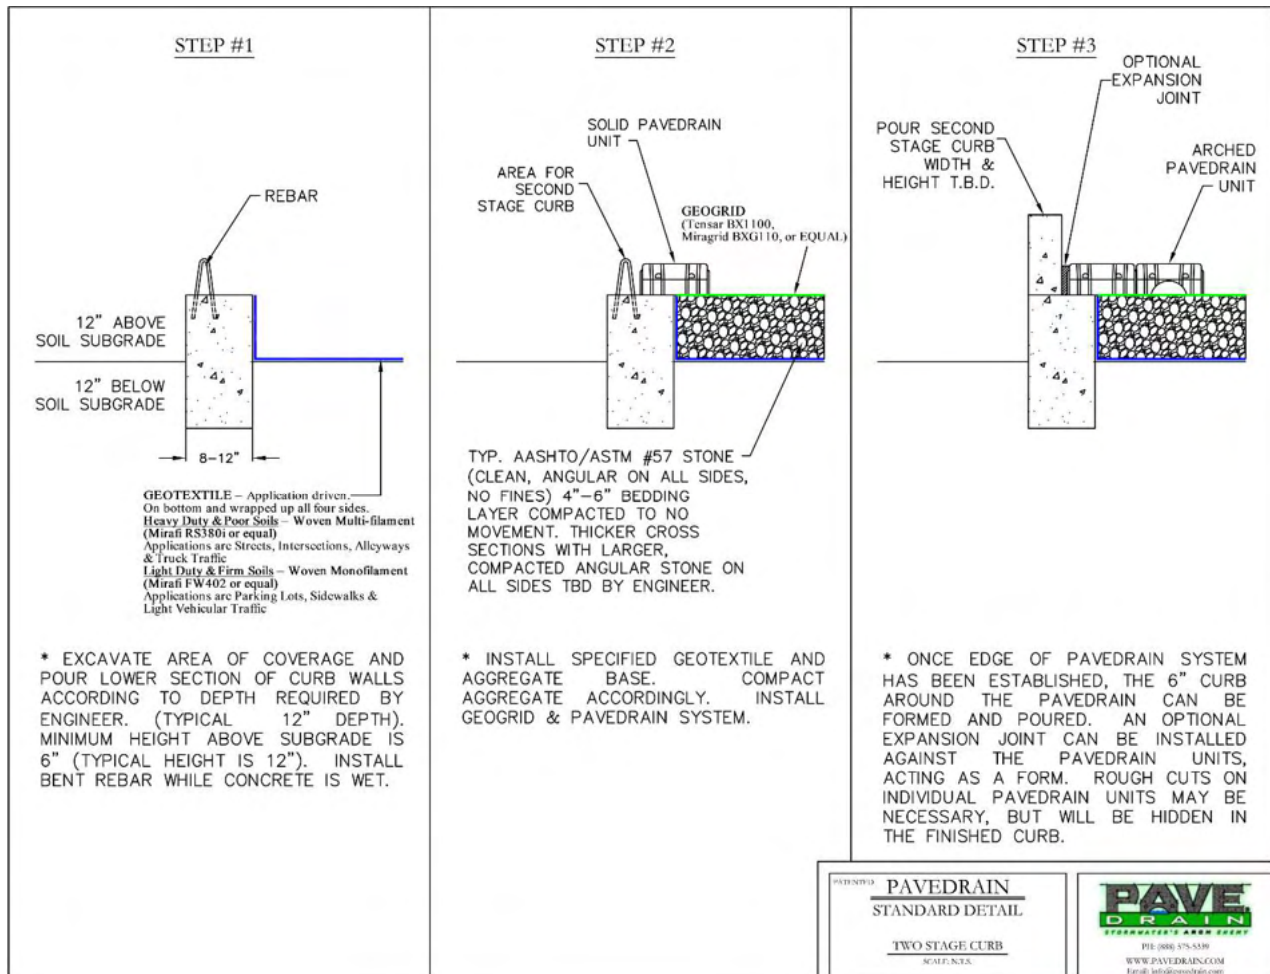 STEP #1
REBAR
12" ABOVE
SOIL SUBGRADE
12" BELOW
SOIL SUBGRADE
8-12"
GEOTEXTILE – Application driven.
On bottom and wrapped up all four sides.
Heavy Duty & Poor Soils – Woven Multi-filament
(Mirafi RS380i or equal)
Applications are Streets, Intersections, Alleyways
& Truck Traffic
Light Duty & Firm Soils – Woven Monofilament
(Mirafi FW402 or equal)
Applications are Parking Lots, Sidewalks &
Light Vehicular Traffic
* EXCAVATE AREA OF COVERAGE AND
POUR LOWER SECTION OF CURB WALLS
ACCORDING TO DEPTH REQUIRED BY
ENGINEER. (TYPICAL 12" DEPTH).
MINIMUM HEIGHT ABOVE SUBGRADE IS
6" (TYPICAL HEIGHT IS 12"). INSTALL
BENT REBAR WHILE CONCRETE IS WET.
STEP #2
SOLID PAVEDRAIN
UNIT
AREA FOR
SECOND
STAGE CURB
GEOGRID
(Tensar BX1100,
Miragrid BXG110, or EQUAL)
TYP. AASHTO/ASTM #57 STONE
(CLEAN, ANGULAR ON ALL SIDES,
NO FINES) 4"-6" BEDDING
LAYER COMPACTED TO NO
MOVEMENT. THICKER CROSS
SECTIONS WITH LARGER,
COMPACTED ANGULAR STONE ON
ALL SIDES TBD BY ENGINEER.
* INSTALL SPECIFIED GEOTEXTILE AND
AGGREGATE BASE. COMPACT
AGGREGATE ACCORDINGLY. INSTALL
GEOGRID & PAVEDRAIN SYSTEM.
STEP #3
OPTIONAL
EXPANSION
JOINT
POUR SECOND
STAGE CURB
WIDTH &
HEIGHT T.B.D.
ARCHED
PAVEDRAIN
UNIT
* ONCE EDGE OF PAVEDRAIN SYSTEM
HAS BEEN ESTABLISHED, THE 6" CURB
AROUND THE PAVEDRAIN CAN BE
FORMED AND POURED. AN OPTIONAL
EXPANSION JOINT CAN BE INSTALLED
AGAINST THE PAVEDRAIN UNITS,
ACTING AS A FORM. ROUGH CUTS ON
INDIVIDUAL PAVEDRAIN UNITS MAY BE
NECESSARY, BUT WILL BE HIDDEN IN
THE FINISHED CURB.
PATENTED
PAVEDRAIN
STANDARD DETAIL
TWO STAGE CURB
SCALE: N.T.S.
PAVE
DRAIN
STORMWATER'S ARCH ENEMY
PH: (888) 575-5339
WWW.PAVEDRAIN.COM
Email: info@pavedrain.com